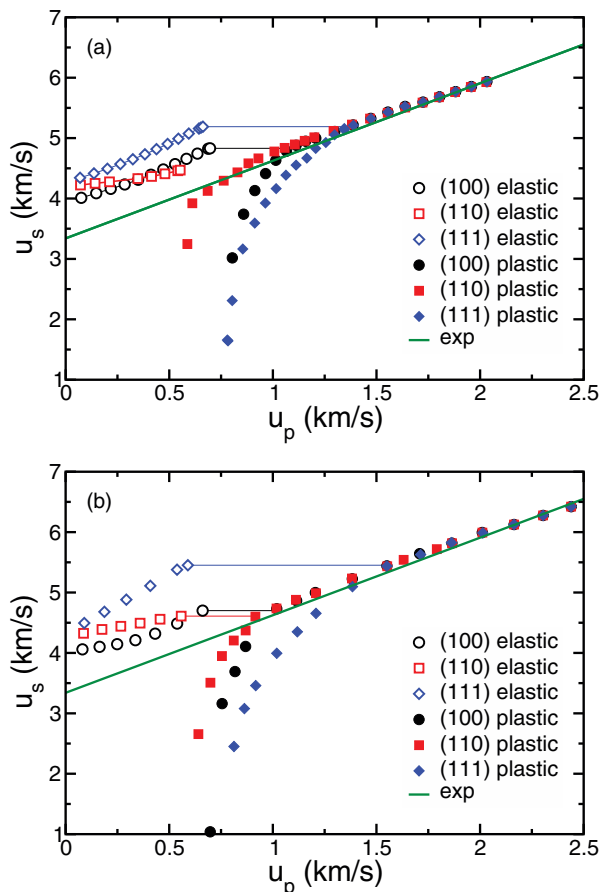 (a)
7
6
5
4
3
2
1
u_s (km/s)
(100) elastic
(110) elastic
(111) elastic
(100) plastic
(110) plastic
(111) plastic
exp
0 0.5 1 1.5 2 2.5
u_p (km/s)
(b)
7
6
5
4
3
2
1
u_s (km/s)
(100) elastic
(110) elastic
(111) elastic
(100) plastic
(110) plastic
(111) plastic
exp
0 0.5 1 1.5 2 2.5
u_p (km/s)